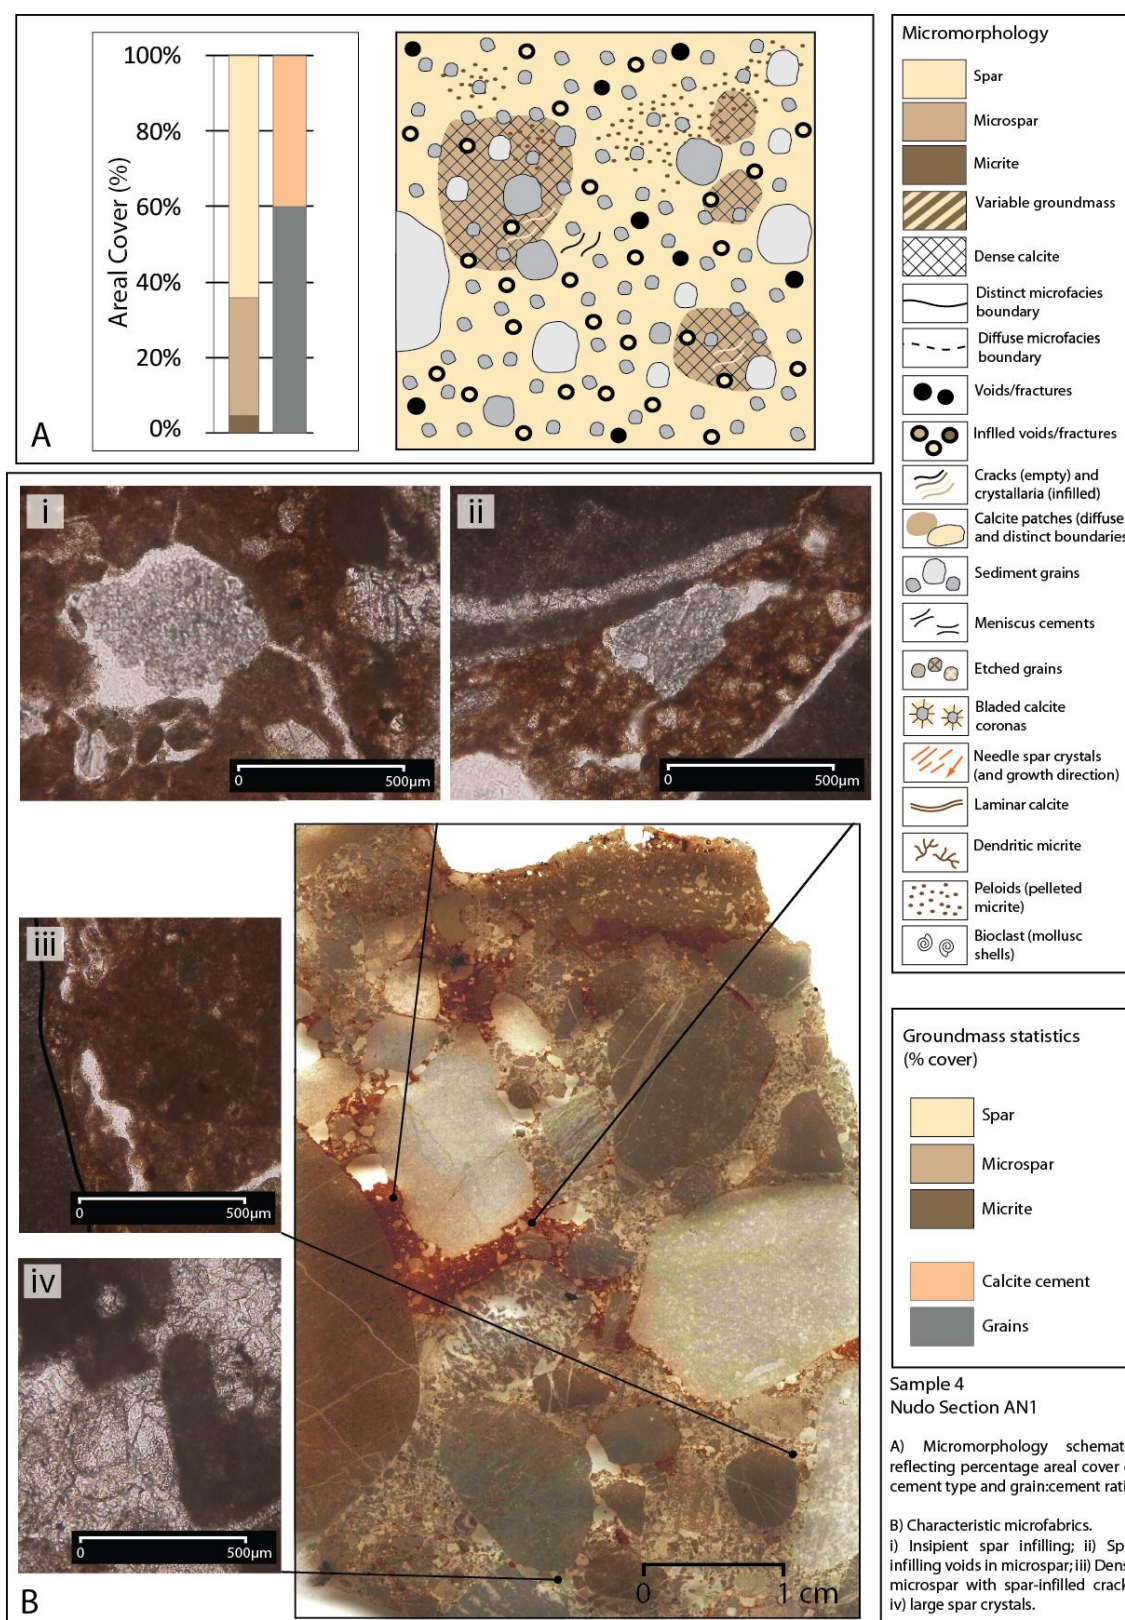 100%
80%
60%
40%
20%
0%
Areal Cover (%)
A
Micromorphology
Spar
Microspar
Micrite
Variable groundmass
Dense calcite
Distinct microfacies
boundary
Diffuse microfacies
boundary
Voids/fractures
Inflled voids/fractures
Cracks (empty) and
crystallaria (infilled)
Calcite patches (diffuse
and distinct boundaries
Sediment grains
Meniscus cements
Etched grains
Bladed calcite
coronas
Needle spar crystals
(and growth direction)
Laminar calcite
Dendritic micrite
Peloids (pelleted
micrite)
Bioclast (mollusc
shells)
i
0 500μm
ii
0 500μm
iii
0 500μm
iv
0 500μm
0 1 cm
B
Groundmass statistics
(% cover)
Spar
Microspar
Micrite
Calcite cement
Grains
Sample 4
Nudo Section AN1
A) Micromorphology schemat
reflecting percentage areal cover
cement type and grain:cement rati
B) Characteristic microfabrics.
i) Insipient spar infilling; ii) Sp
infilling voids in microspar; iii) Dens
microspar with spar-infilled crack
iv) large spar crystals.